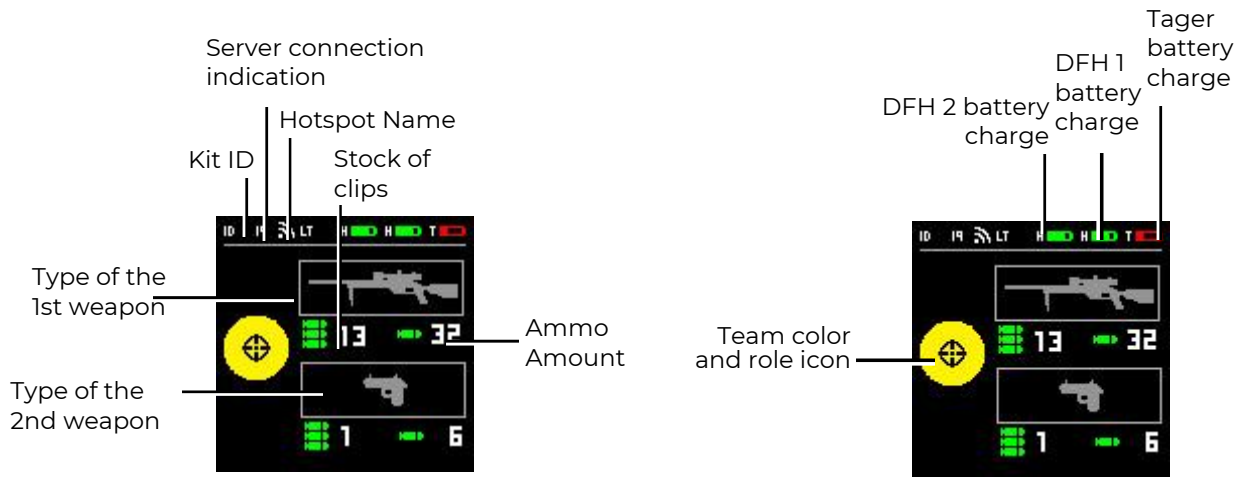 Server connection
indication
Hotspot Name
Kit ID
Stock of
clips
ID 19 LT H H T
Type of the
1st weapon
13 32
Ammo
Amount
Type of the
2nd weapon
1 6
Tager
battery
charge
DFH 1
battery
charge
DFH 2 battery
charge
ID 19 LT H H T
13 32
Team color
and role icon
1 6